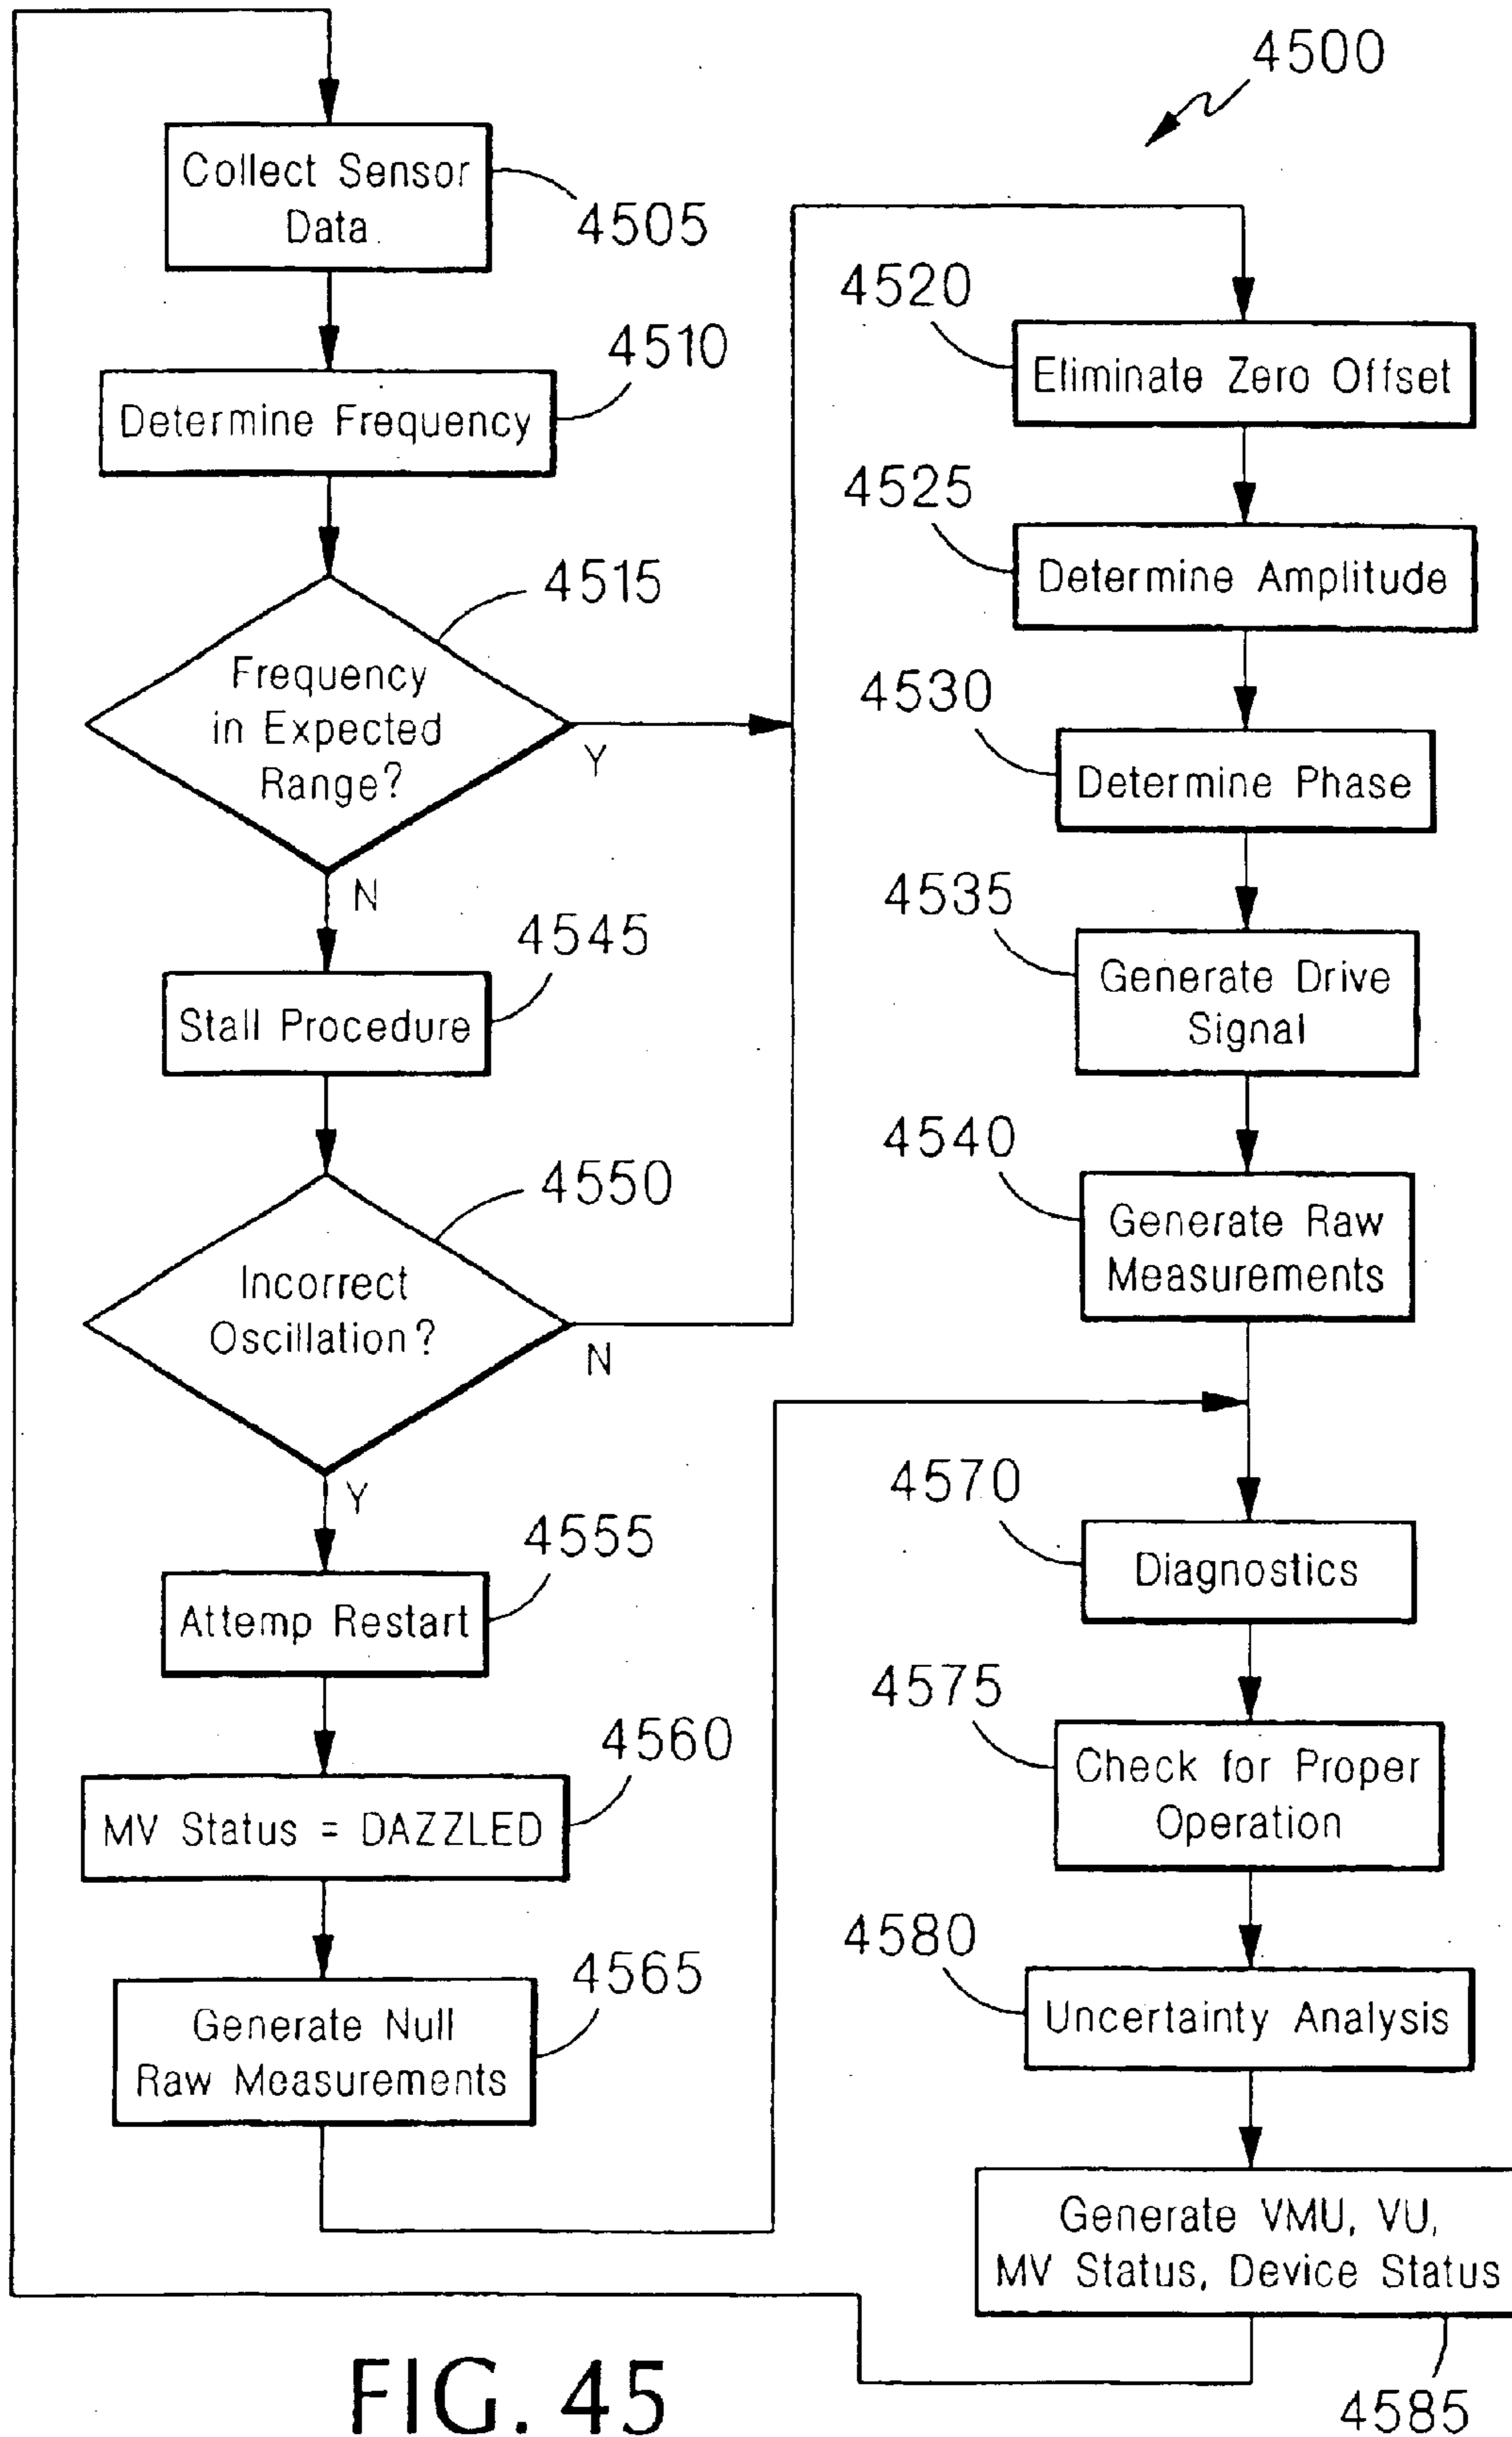 4500
Collect Sensor
Data
4505
4510
Determine Frequency
4515
Frequency
in Expected
Range?
Y
N
4545
Stall Procedure
4550
Incorrect
Oscillation?
N
Y
4555
Attemp Restart
4560
MV Status = DAZZLED
4565
Generate Null
Raw Measurements
4520
Eliminate Zero Offset
4525
Determine Amplitude
4530
Determine Phase
4535
Generate Drive
Signal
4540
Generate Raw
Measurements
4570
Diagnostics
4575
Check for Proper
Operation
4580
Uncertainty Analysis
Generate VMU, VU,
MV Status, Device Status
4585
FIG. 45